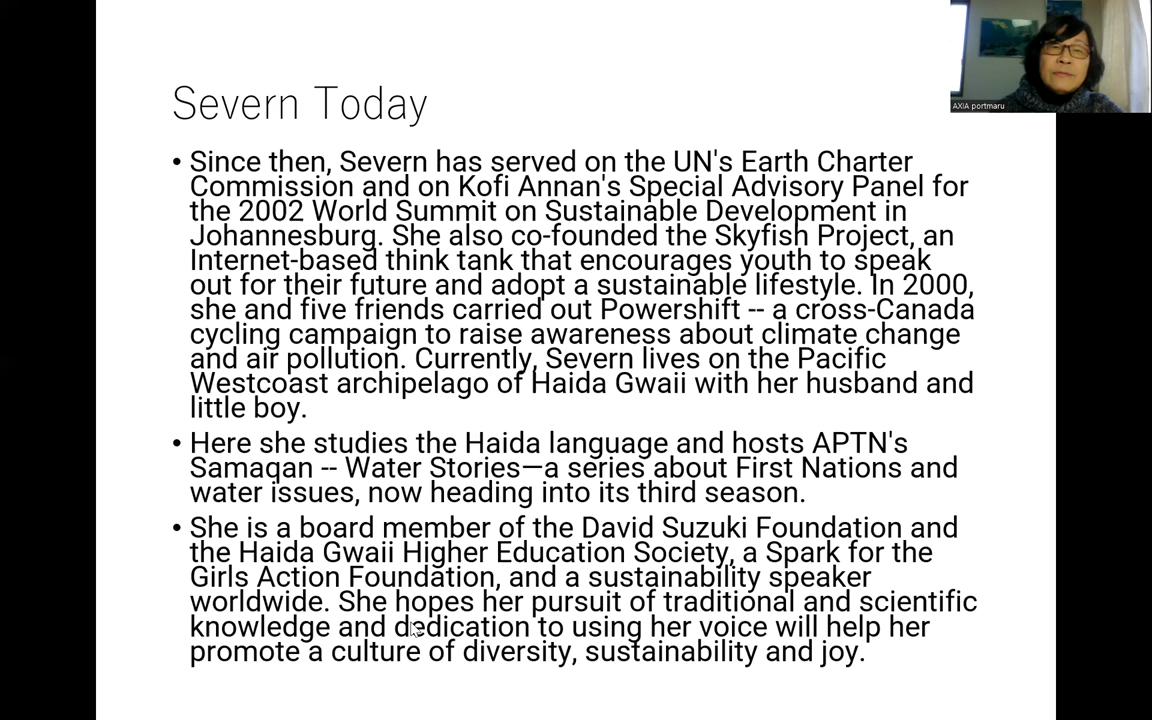 Severn Today
• Since then, Severn has served on the UN's Earth Charter
Commission and on Kofi Annan's Special Advisory Panel for
the 2002 World Summit on Sustainable Development in
Johannesburg. She also co-founded the Skyfish Project, an
Internet-based think tank that encourages youth to speak
out for their future and adopt a sustainable lifestyle. In 2000,
she and five friends carried out Powershift -- a cross-Canada
cycling campaign to raise awareness about climate change
and air pollution. Currently, Severn lives on the Pacific
Westcoast archipelago of Haida Gwaii with her husband and
little boy.
• Here she studies the Haida language and hosts APTN's
Samaqan -- Water Stories—a series about First Nations and
water issues, now heading into its third season.
• She is a board member of the David Suzuki Foundation and
the Haida Gwaii Higher Education Society, a Spark for the
Girls Action Foundation, and a sustainability speaker
worldwide. She hopes her pursuit of traditional and scientific
knowledge and dedication to using her voice will help her
promote a culture of diversity, sustainability and joy.
AXIA portmaru